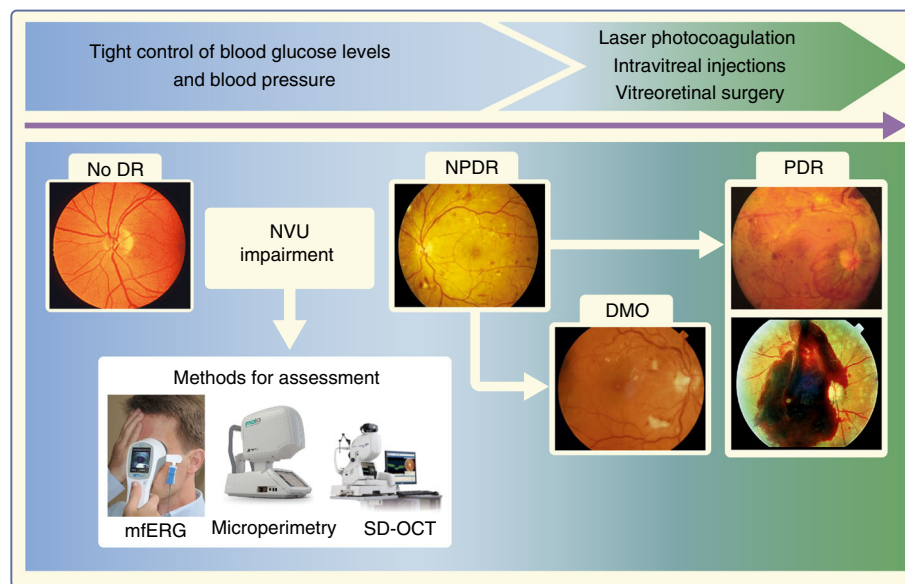 Tight control of blood glucose levels
and blood pressure
Laser photocoagulation
Intravitreal injections
Vitreoretinal surgery
No DR
NVU
impairment
NPDR
PDR
DMO
Methods for assessment
mfERG
Microperimetry
SD-OCT